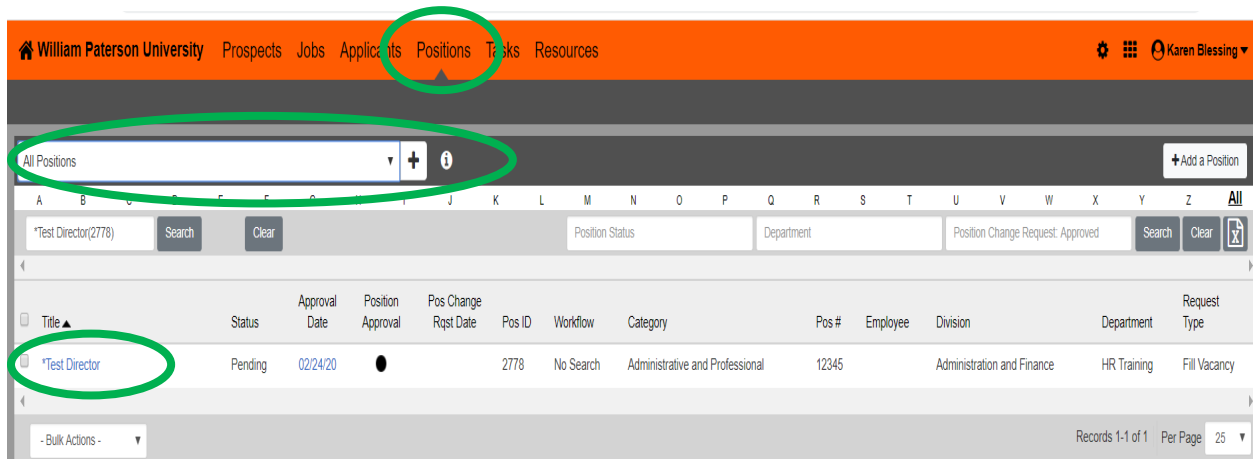 William Paterson University Prospects Jobs Applicants Positions Tasks Resources Karen Blessing
All Positions + Add a Position
A B C D E F G H I J K L M N O P Q R S T U V W X Y Z All
*Test Director(2778) Search Clear Position Status Department Position Change Request: Approved Search Clear
Title Status Approval Date Position Approval Pos Change Rqst Date Pos ID Workflow Category Pos # Employee Division Department Request Type
*Test Director Pending 02/24/20 2778 No Search Administrative and Professional 12345 Administration and Finance HR Training Fill Vacancy
- Bulk Actions - Records 1-1 of 1 Per Page 25